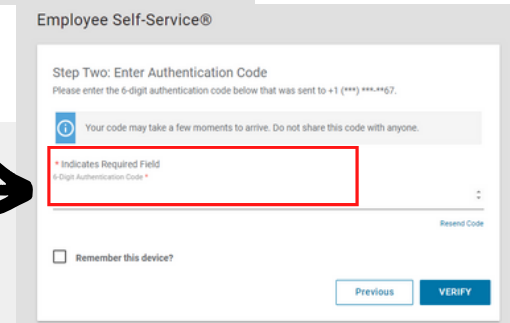 Employee Self-Service®
Step Two: Enter Authentication Code
Please enter the 6-digit authentication code below that was sent to +1 (***) ***-**67.
Your code may take a few moments to arrive. Do not share this code with anyone.
* Indicates Required Field
6-Digit Authentication Code *
Resend Code
Remember this device?
Previous
VERIFY